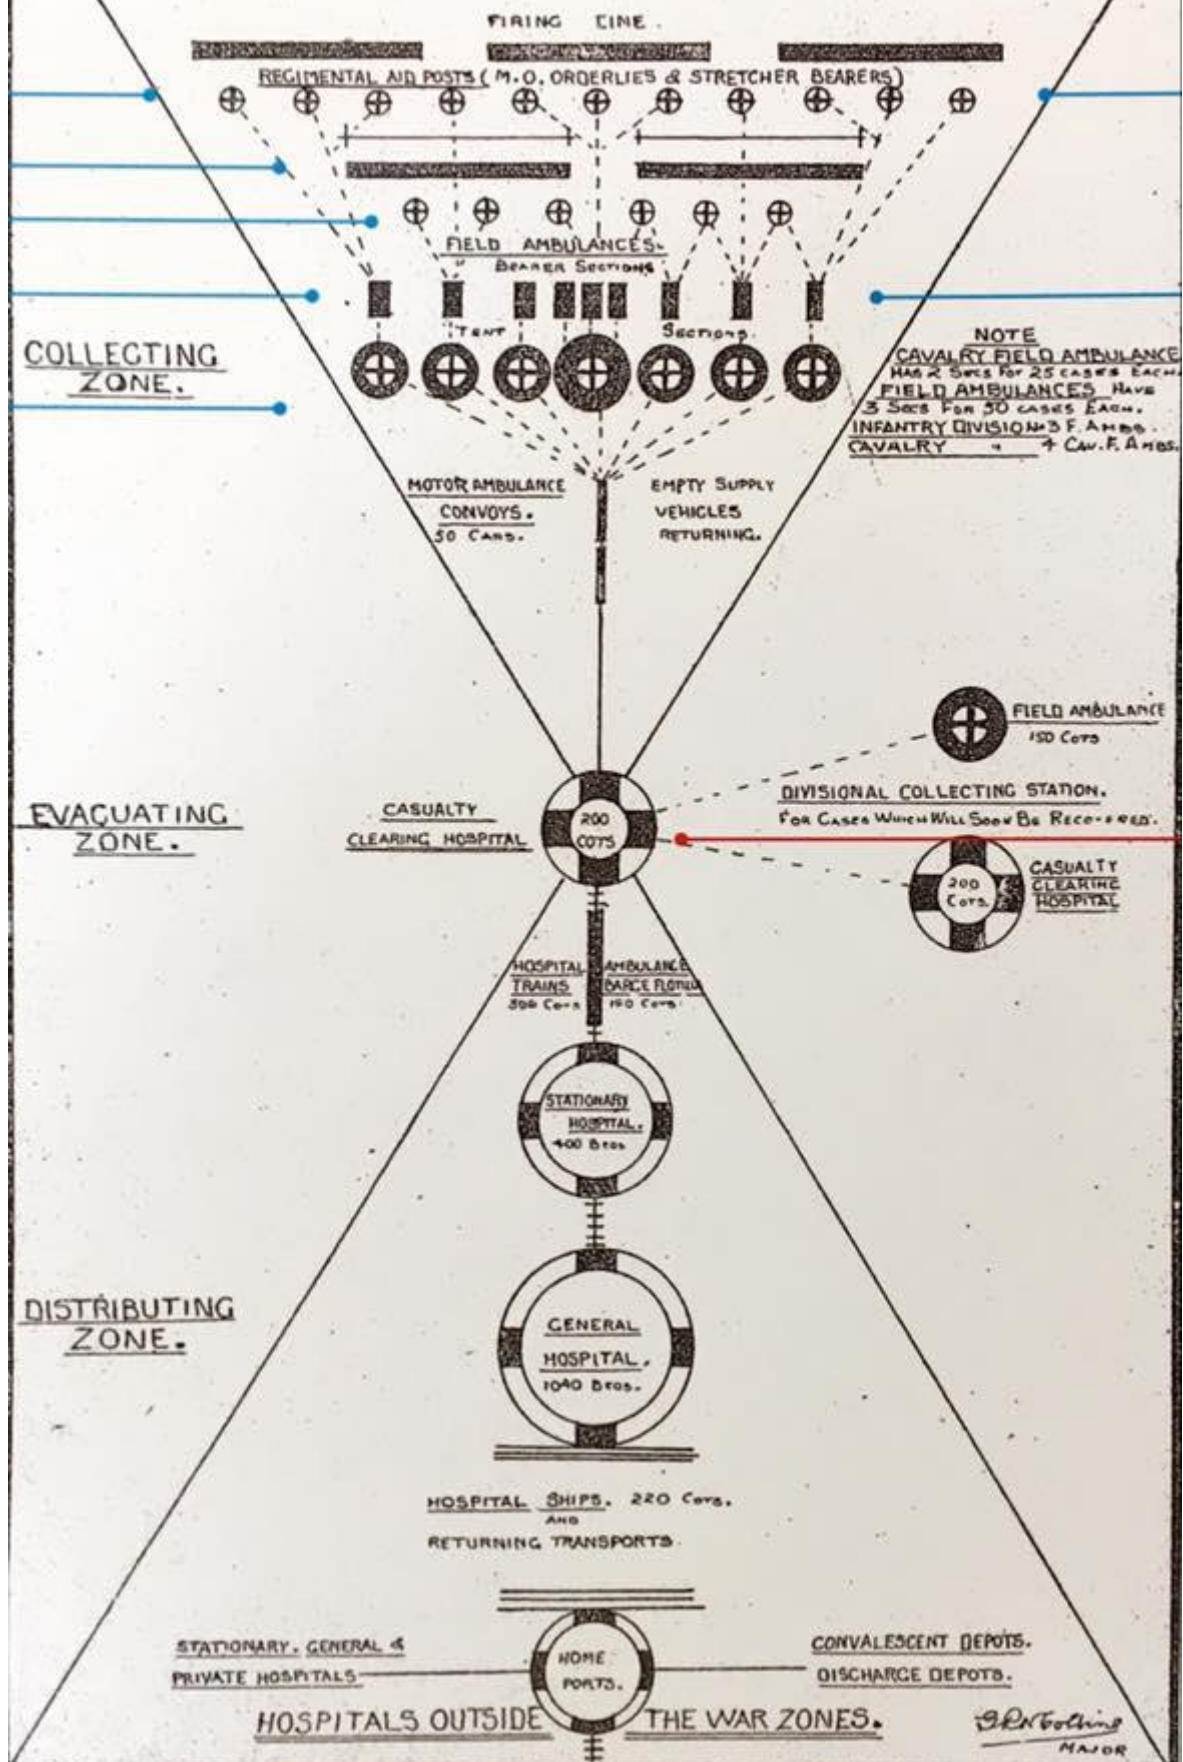 FIRING LINE.
REGIMENTAL AID POSTS (M.O. ORDERLIES & STRETCHER BEARERS)
FIELD AMBULANCES.
BEARER SECTIONS
TENT SECTIONS.
COLLECTING
ZONE.
NOTE
CAVALRY FIELD AMBULANCE
HAS 2 SECS FOR 25 CASES EACH.
FIELD AMBULANCES HAVE
3 SECS FOR 50 CASES EACH.
INFANTRY DIVISION 3 F. AMBS.
CAVALRY " 4 CAV. F. AMBS.
MOTOR AMBULANCE
CONVOYS.
50 CARS.
EMPTY SUPPLY
VEHICLES
RETURNING.
FIELD AMBULANCE
150 COTS
EVACUATING
ZONE.
CASUALTY
CLEARING HOSPITAL
200
COTS
DIVISIONAL COLLECTING STATION.
FOR CASES WHICH WILL SOON BE RECOVERED.
200
COTS.
CASUALTY
CLEARING
HOSPITAL
HOSPITAL
TRAINS
COTS
AMBULANCE
BARGE FLOTILLA
COTS
STATIONARY
HOSPITAL.
400 BEDS
DISTRIBUTING
ZONE.
GENERAL
HOSPITAL.
1040 BEDS.
HOSPITAL SHIPS. 220 COTS.
AND
RETURNING TRANSPORTS.
STATIONARY. GENERAL &
PRIVATE HOSPITALS
HOME
PORTS.
CONVALESCENT DEPOTS.
DISCHARGE DEPOTS.
HOSPITALS OUTSIDE THE WAR ZONES.
MAJOR